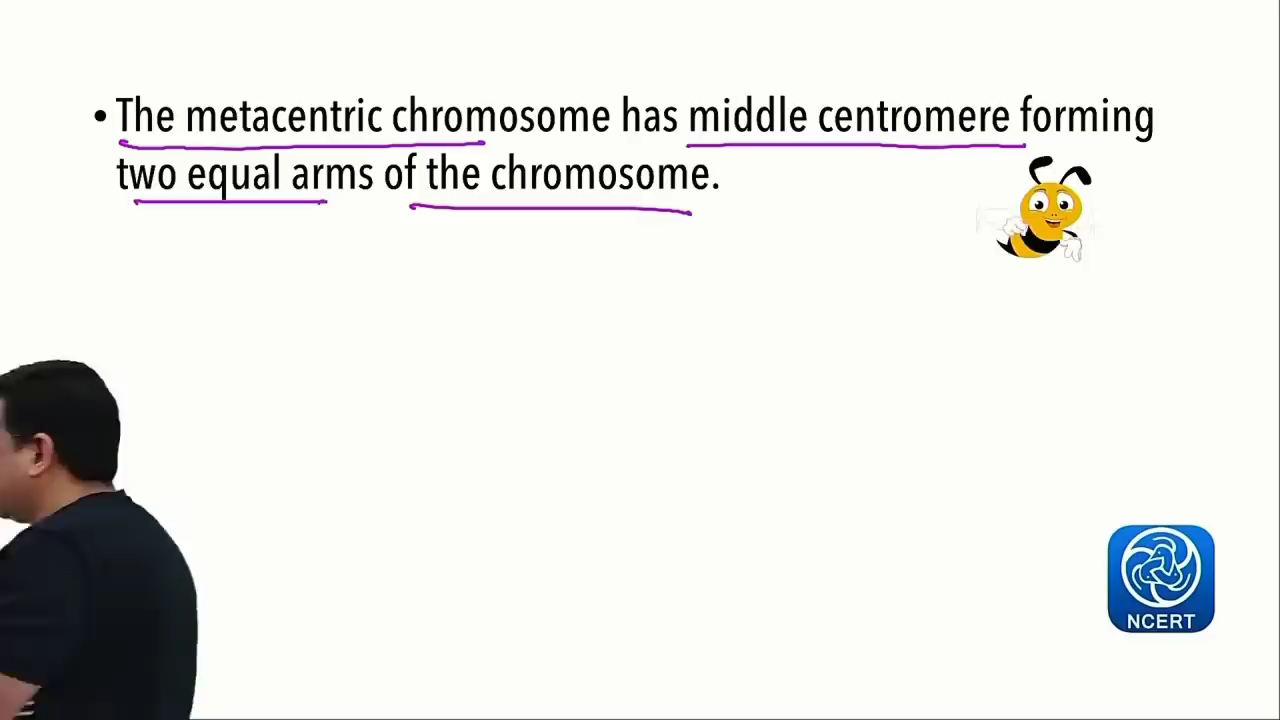 • The metacentric chromosome has middle centromere forming
two equal arms of the chromosome.
NCERT